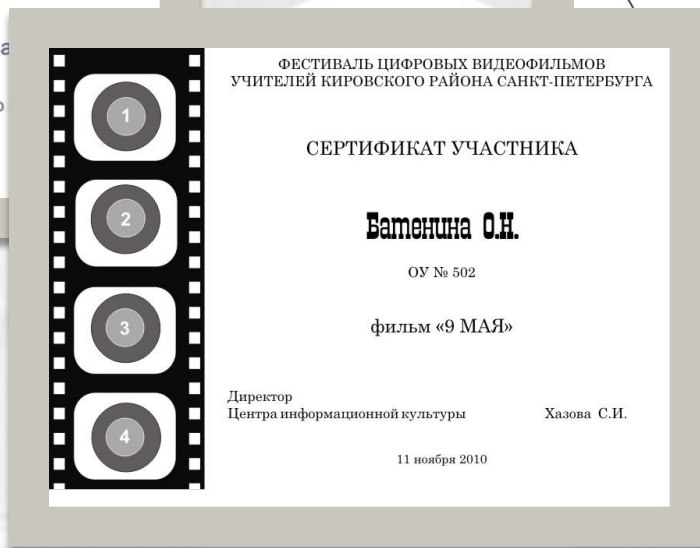 ФЕСТИВАЛЬ ЦИФРОВЫХ ВИДЕОФИЛЬМОВ
УЧИТЕЛЕЙ КИРОВСКОГО РАЙОНА САНКТ-ПЕТЕРБУРГА
СЕРТИФИКАТ УЧАСТНИКА
Батенина О.Н.
ОУ № 502
фильм «9 МАЯ»
Директор
Центра информационной культуры Хазова С.И.
11 ноября 2010
1
2
3
4